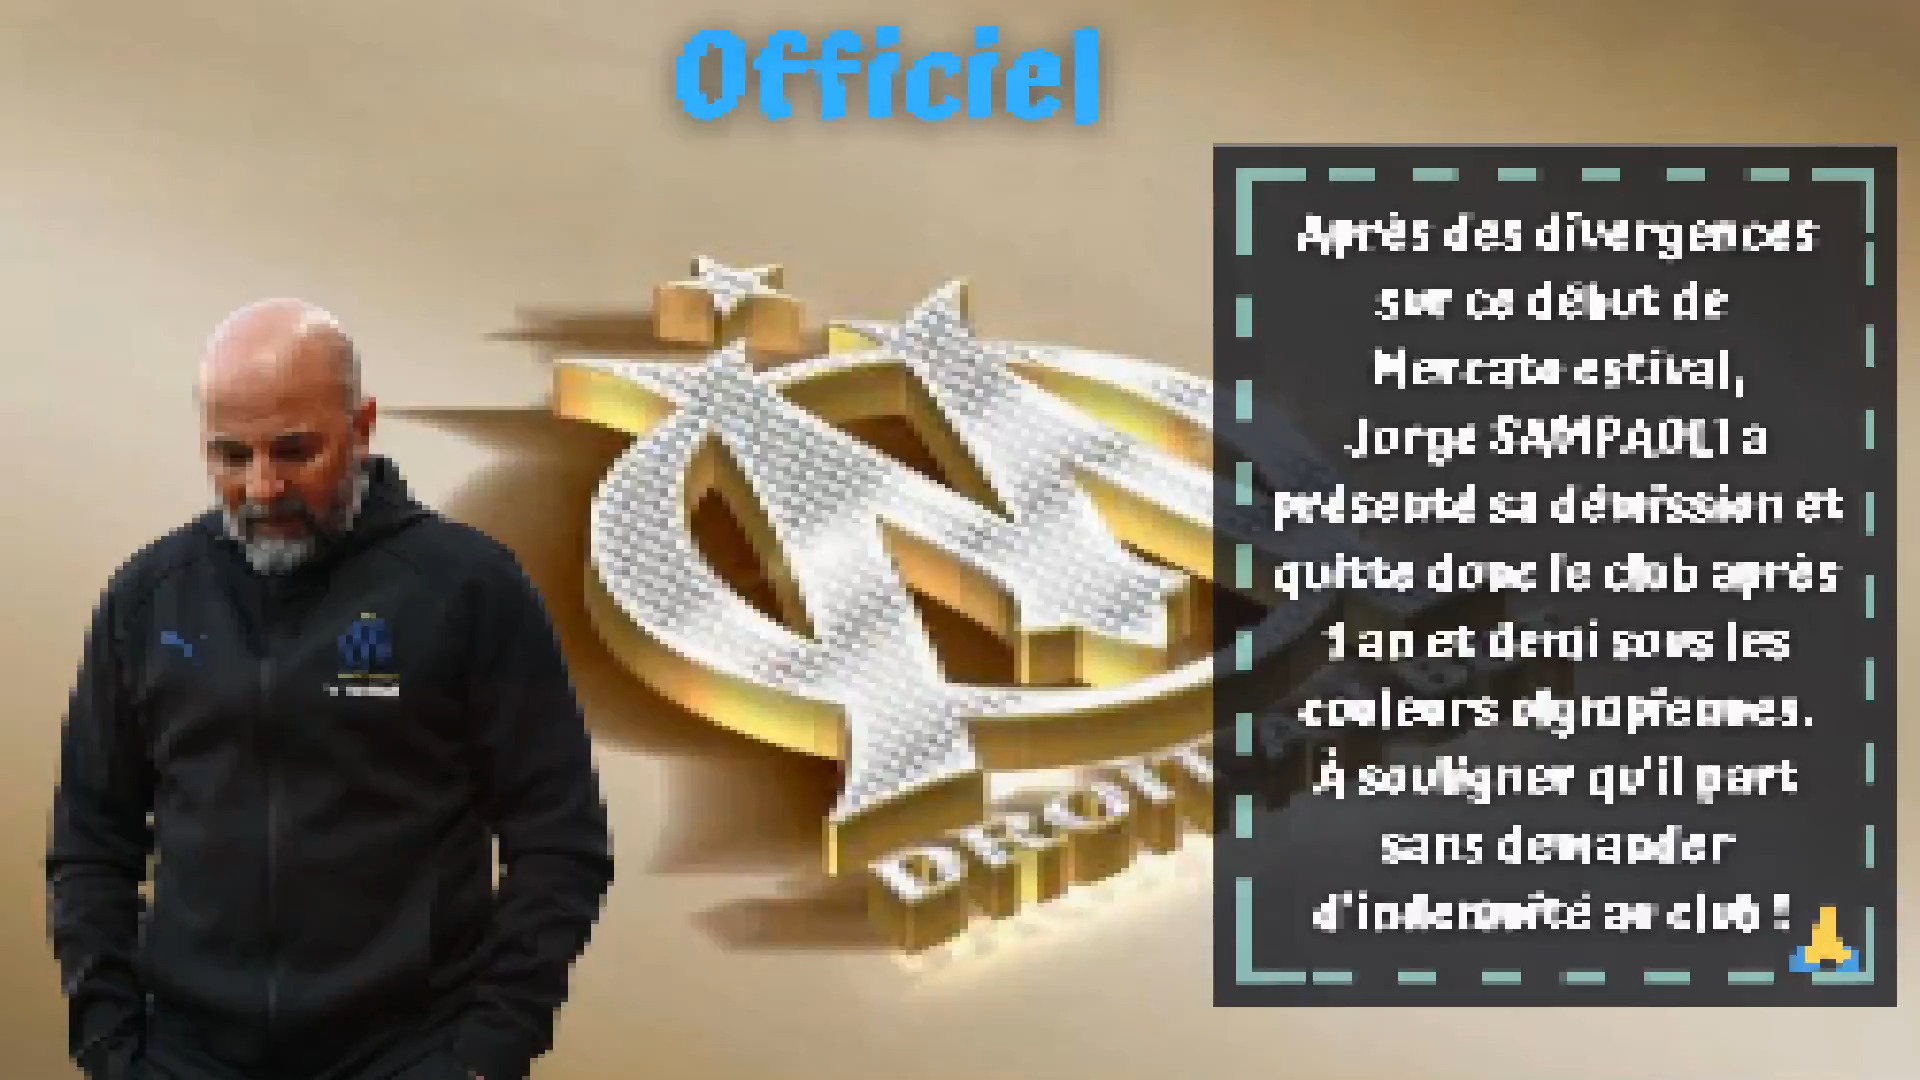 Officiel
Après des divergences
sur ce début de
Mercato estival,
Jorge SAMPAOLI a
présenté sa démission et
quitte donc le club après
1 an et demi sous les
couleurs olympiennes.
À souligner qu'il part
sans demander
d'indemnité au club !
DROIT